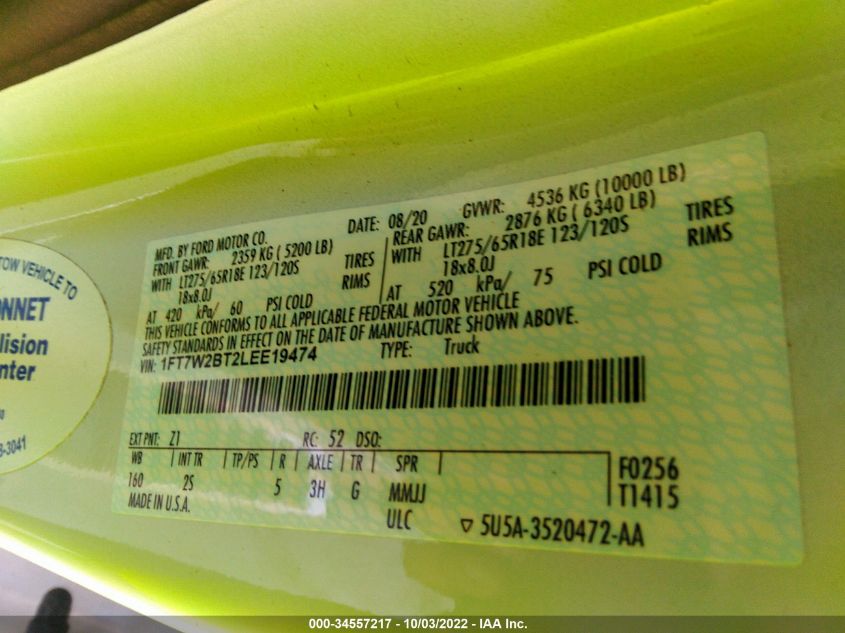 MFD. BY FORD MOTOR CO.
DATE: 08/20 GVWR: 4536 KG (10000 LB)
FRONT GAWR: 2359 KG ( 5200 LB)
REAR GAWR: 2876 KG ( 6340 LB)
WITH LT275/65R18E 123/120S TIRES
WITH LT275/65R18E 123/120S TIRES
18x8.0J RIMS
18x8.0J RIMS
AT 420 kPa/ 60 PSI COLD
AT 520 kPa/ 75 PSI COLD
THIS VEHICLE CONFORMS TO ALL APPLICABLE FEDERAL MOTOR VEHICLE
SAFETY STANDARDS IN EFFECT ON THE DATE OF MANUFACTURE SHOWN ABOVE.
VIN: 1FT7W2BT2LEE19474 TYPE: Truck
EXT PNT: Z1 RC: 52 DSO:
WB INT TR TP/PS R AXLE TR SPR F0256
160 2S 5 3H G MMJJ T1415
MADE IN U.S.A. ULC ▽ 5U5A-3520472-AA
TOW VEHICLE TO
NNET
lision
nter
-3041
000-34557217 - 10/03/2022 - IAA Inc.